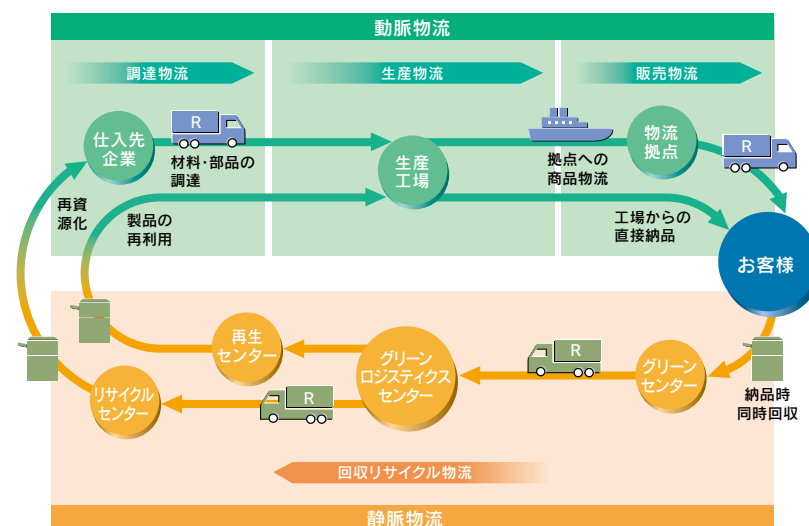 動脈物流
調達物流
生産物流
販売物流
仕入先
企業
R
材料・部品の
調達
生産
工場
拠点への
商品物流
物流
拠点
R
再資
源化
製品の
再利用
工場からの
直接納品
お客様
再生
センター
グリーン
ロジスティクス
センター
R
グリーン
センター
リサイクル
センター
R
納品時
同時回収
回収リサイクル物流
静脈物流